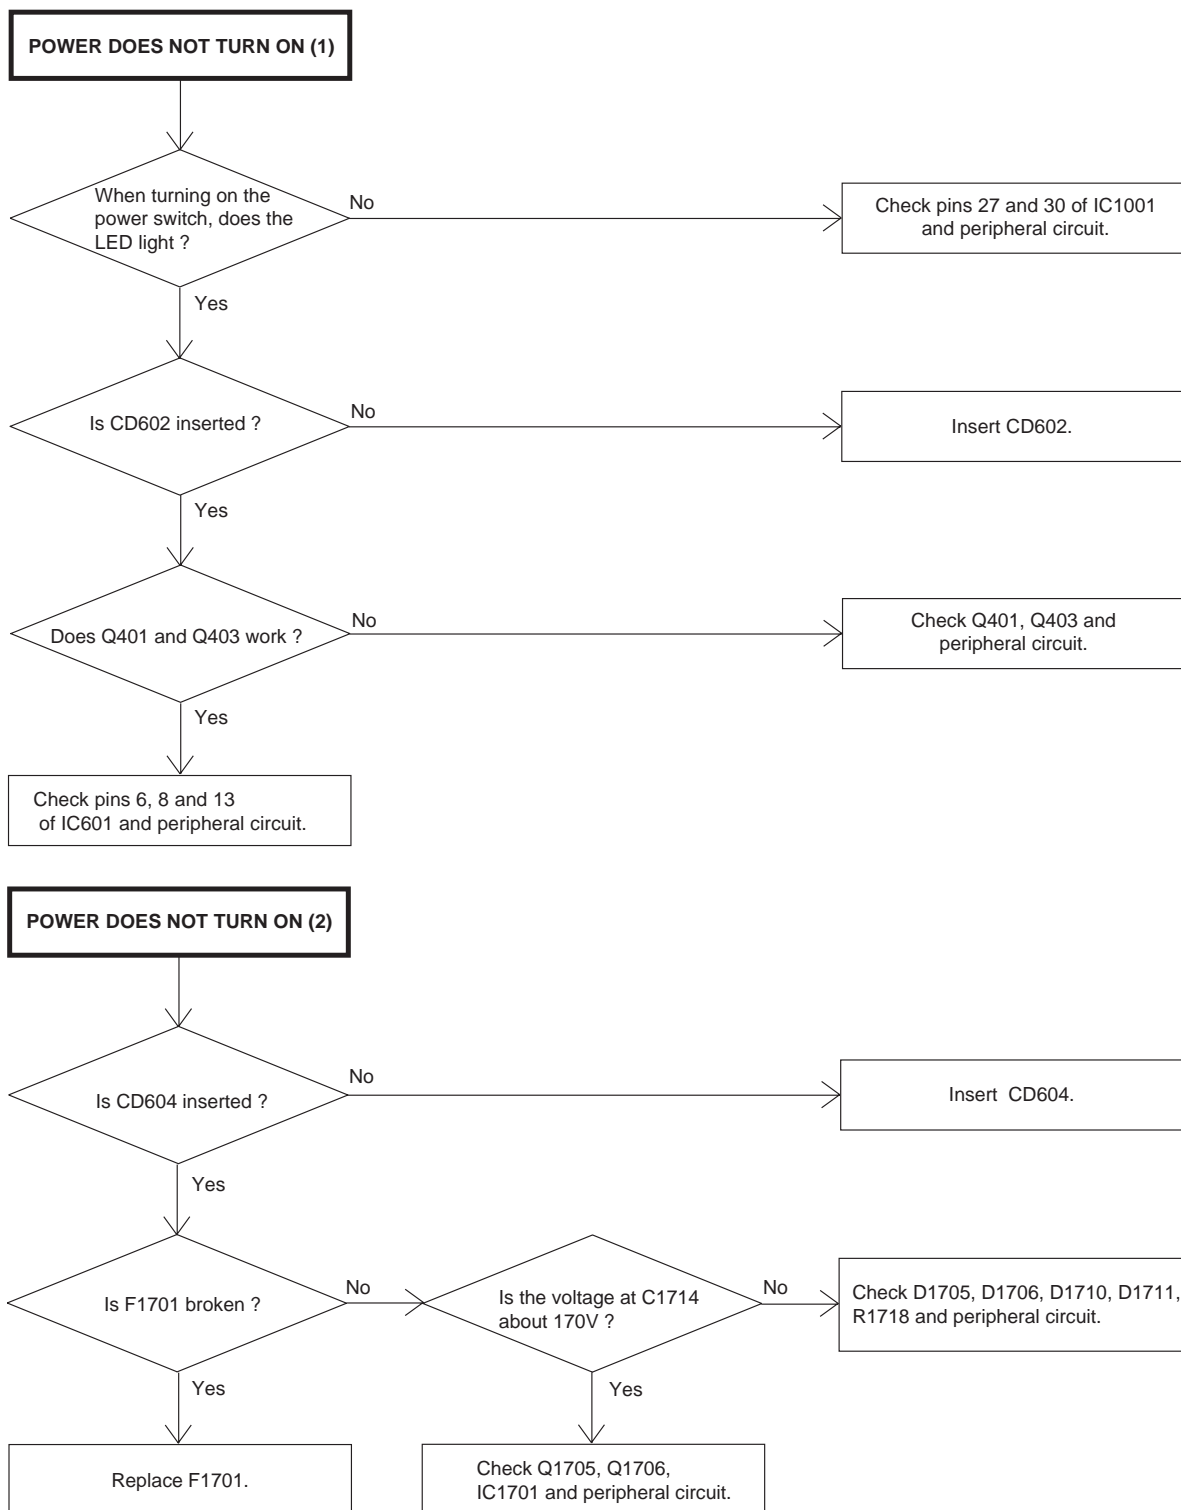 POWER DOES NOT TURN ON (1)
When turning on the
power switch, does the
LED light ?
No
Check pins 27 and 30 of IC1001
and peripheral circuit.
Yes
Is CD602 inserted ?
No
Insert CD602.
Yes
Does Q401 and Q403 work ?
No
Check Q401, Q403 and
peripheral circuit.
Yes
Check pins 6, 8 and 13
of IC601 and peripheral circuit.
POWER DOES NOT TURN ON (2)
Is CD604 inserted ?
No
Insert CD604.
Yes
Is F1701 broken ?
No
Is the voltage at C1714
about 170V ?
No
Check D1705, D1706, D1710, D1711,
R1718 and peripheral circuit.
Yes
Yes
Replace F1701.
Check Q1705, Q1706,
IC1701 and peripheral circuit.